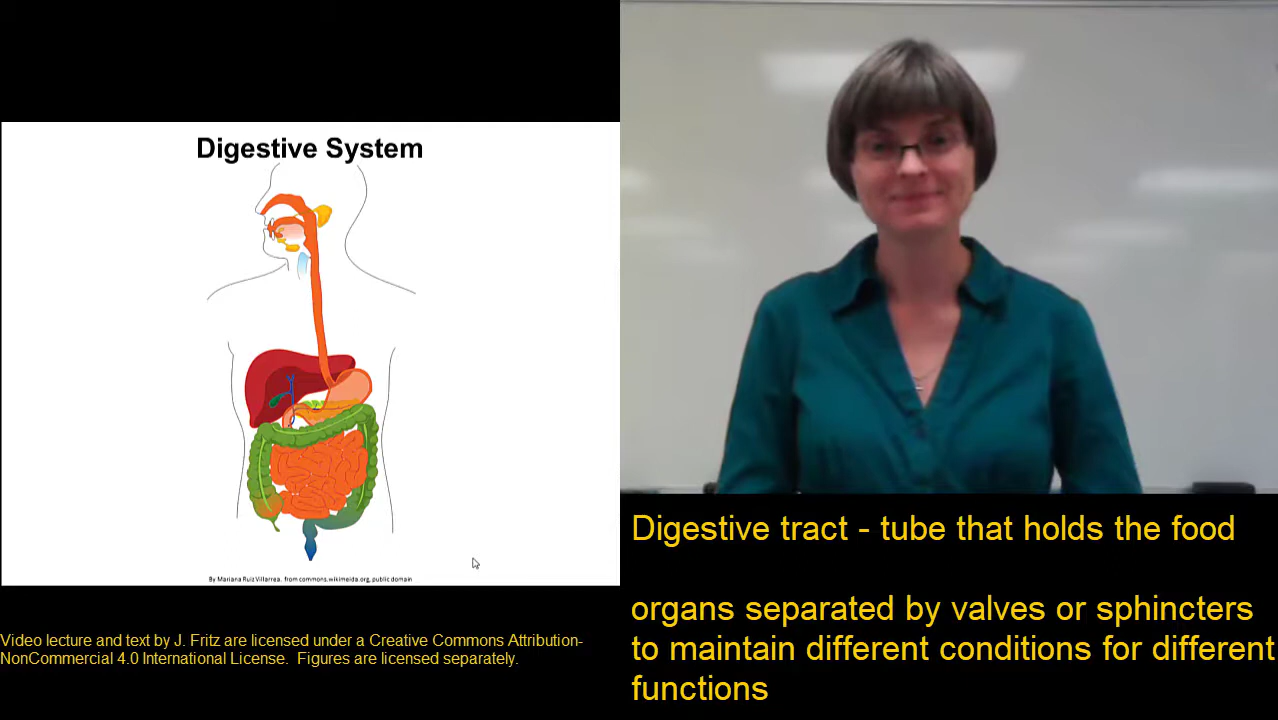 Digestive System
By Mariana Ruiz Villarrea. from commons.wikimeida.org, public domain
Video lecture and text by J. Fritz are licensed under a Creative Commons Attribution-
NonCommercial 4.0 International License. Figures are licensed separately.
Digestive tract - tube that holds the food
organs separated by valves or sphincters
to maintain different conditions for different
functions